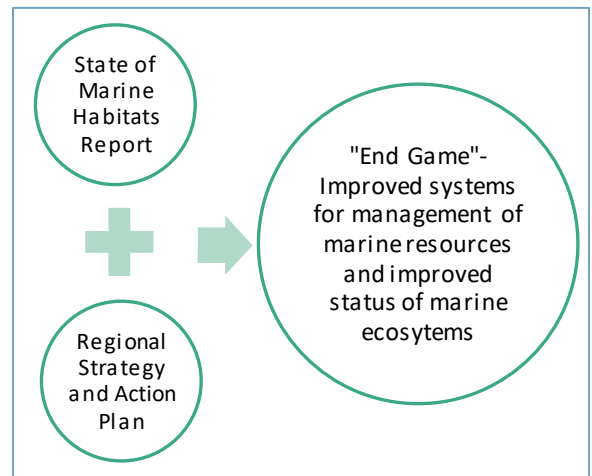 State of
Marine
Habitats
Report
Regional
Strategy
and Action
Plan
"End Game"-
Improved systems
for management of
marine resources
and improved
status of marine
ecosytems